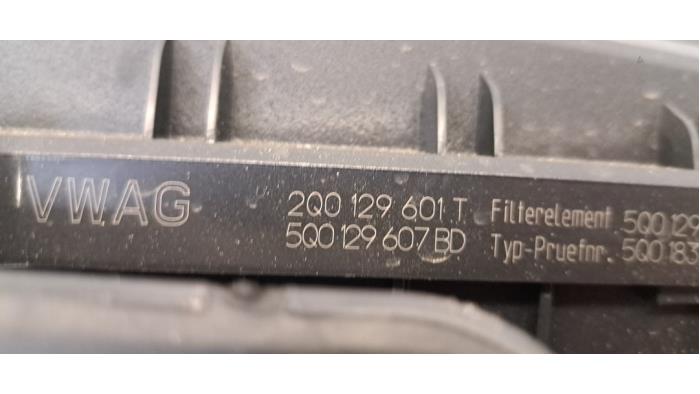 VWAG
2Q0 129 601 T Filterelement 5Q0 129
5Q0 129 607 BD Typ-Pruefnr. 5Q0 183